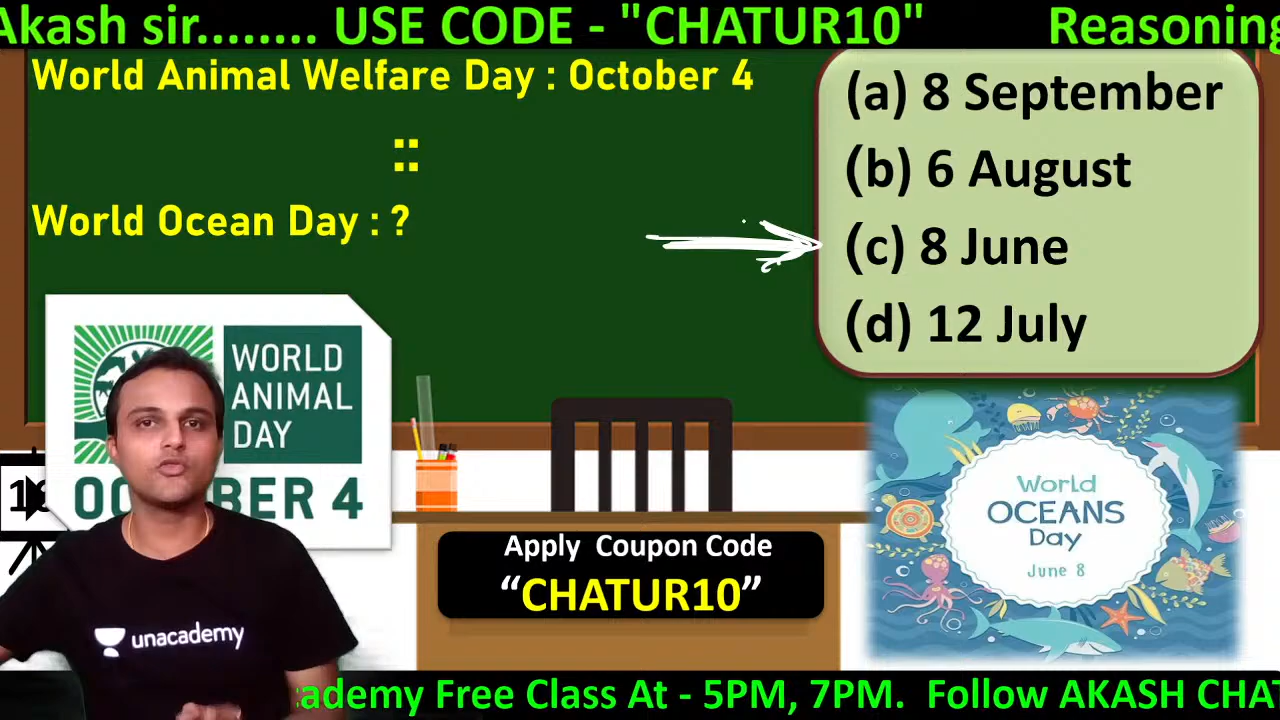 Akash sir........ USE CODE - "CHATUR10" Reasoning
World Animal Welfare Day : October 4
::
World Ocean Day : ?
(a) 8 September
(b) 6 August
(c) 8 June
(d) 12 July
WORLD
ANIMAL
DAY
OCTOBER 4
World
OCEANS
Day
June 8
Apply Coupon Code
“CHATUR10”
unacademy
ademy Free Class At - 5PM, 7PM. Follow AKASH CHAT